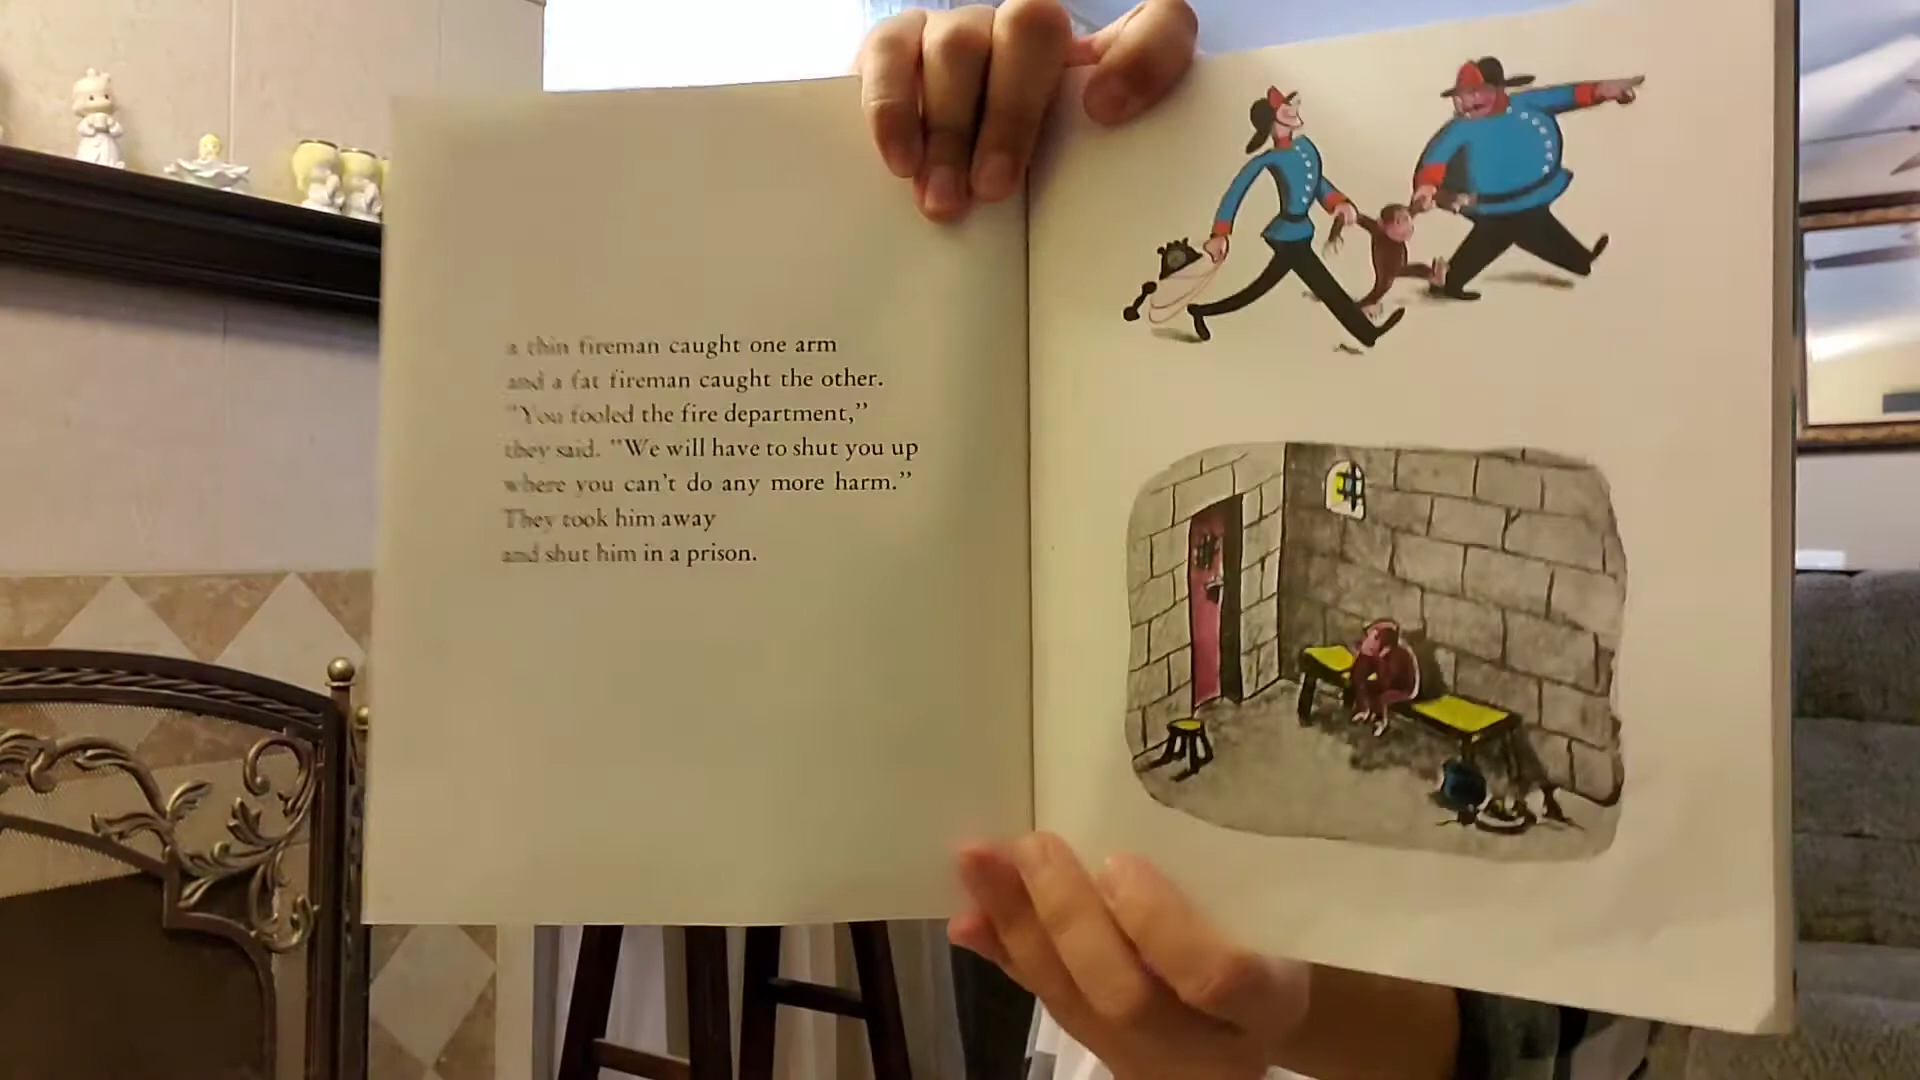 a thin fireman caught one arm
and a fat fireman caught the other.
"You fooled the fire department,"
they said. "We will have to shut you up
where you can't do any more harm."
They took him away
and shut him in a prison.